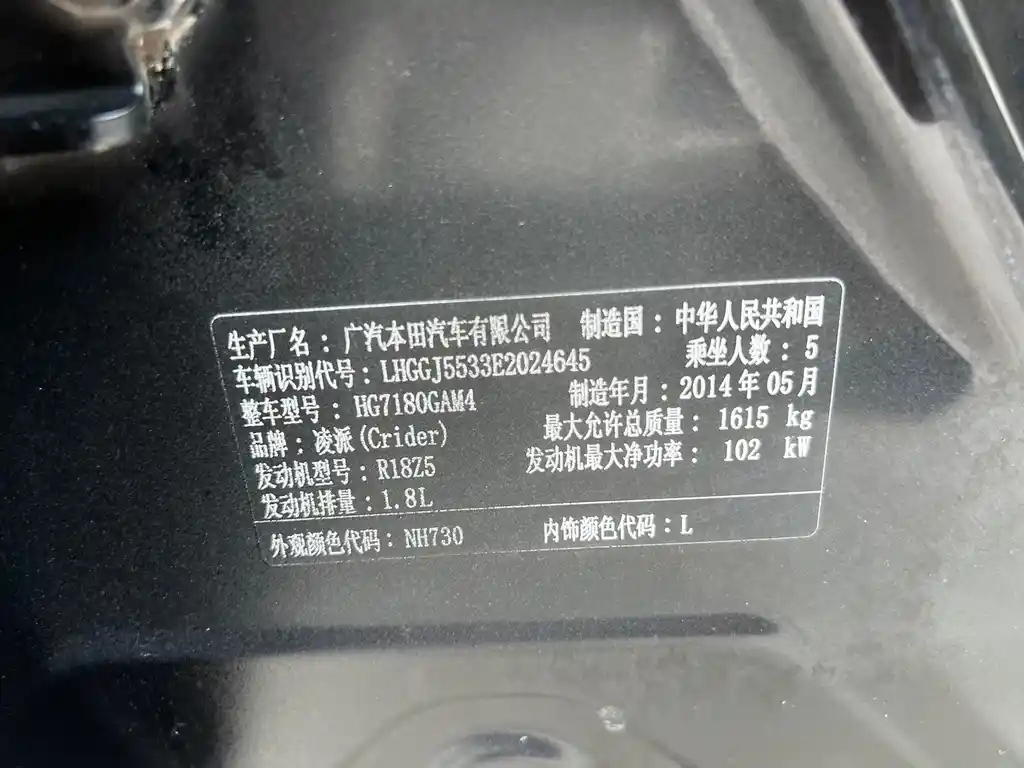 生产厂名：广汽本田汽车有限公司 制造国：中华人民共和国
车辆识别代号：LHGGJ5533E2024645 乘坐人数：5
整车型号：HG7180GAM4 制造年月：2014年05月
品牌：凌派(Crider) 最大允许总质量：1615 kg
发动机型号：R18Z5 发动机最大净功率：102 kW
发动机排量：1.8L
外观颜色代码：NH730 内饰颜色代码：L